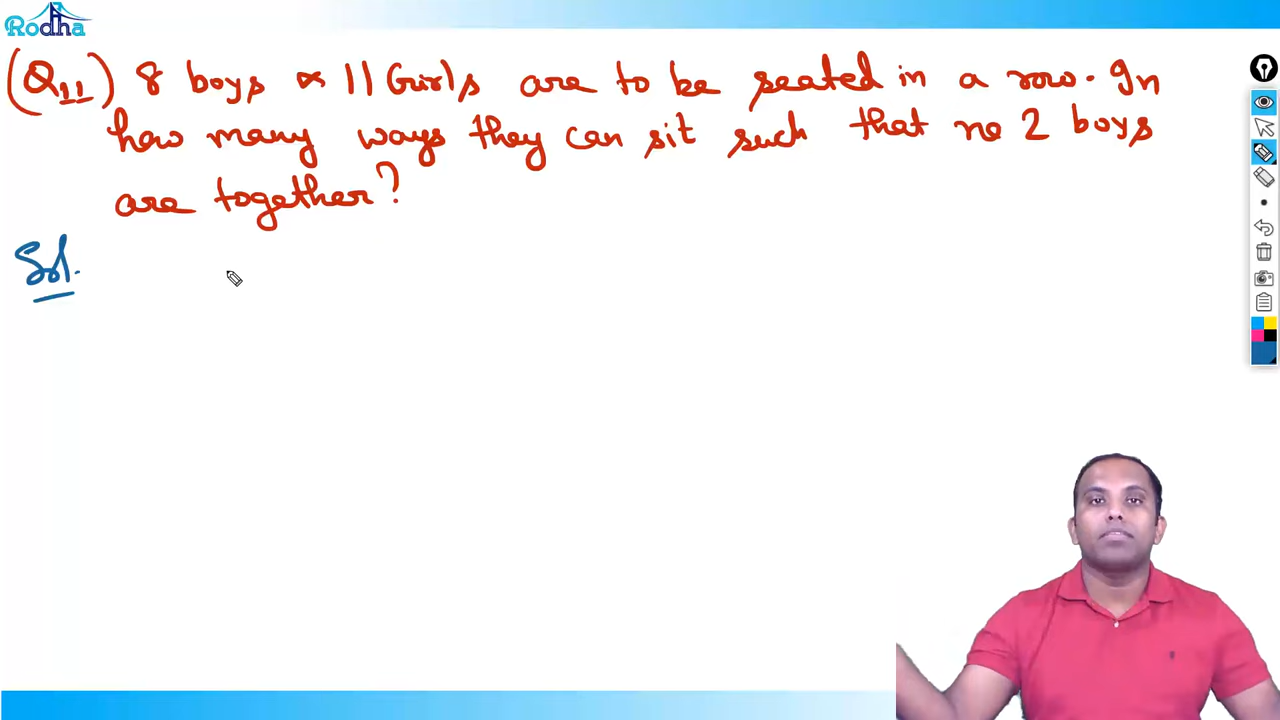 Rodha
(Q11) 8 boys & 11 Girls are to be seated in a row. In
how many ways they can sit such that no 2 boys
are together?
Sol.